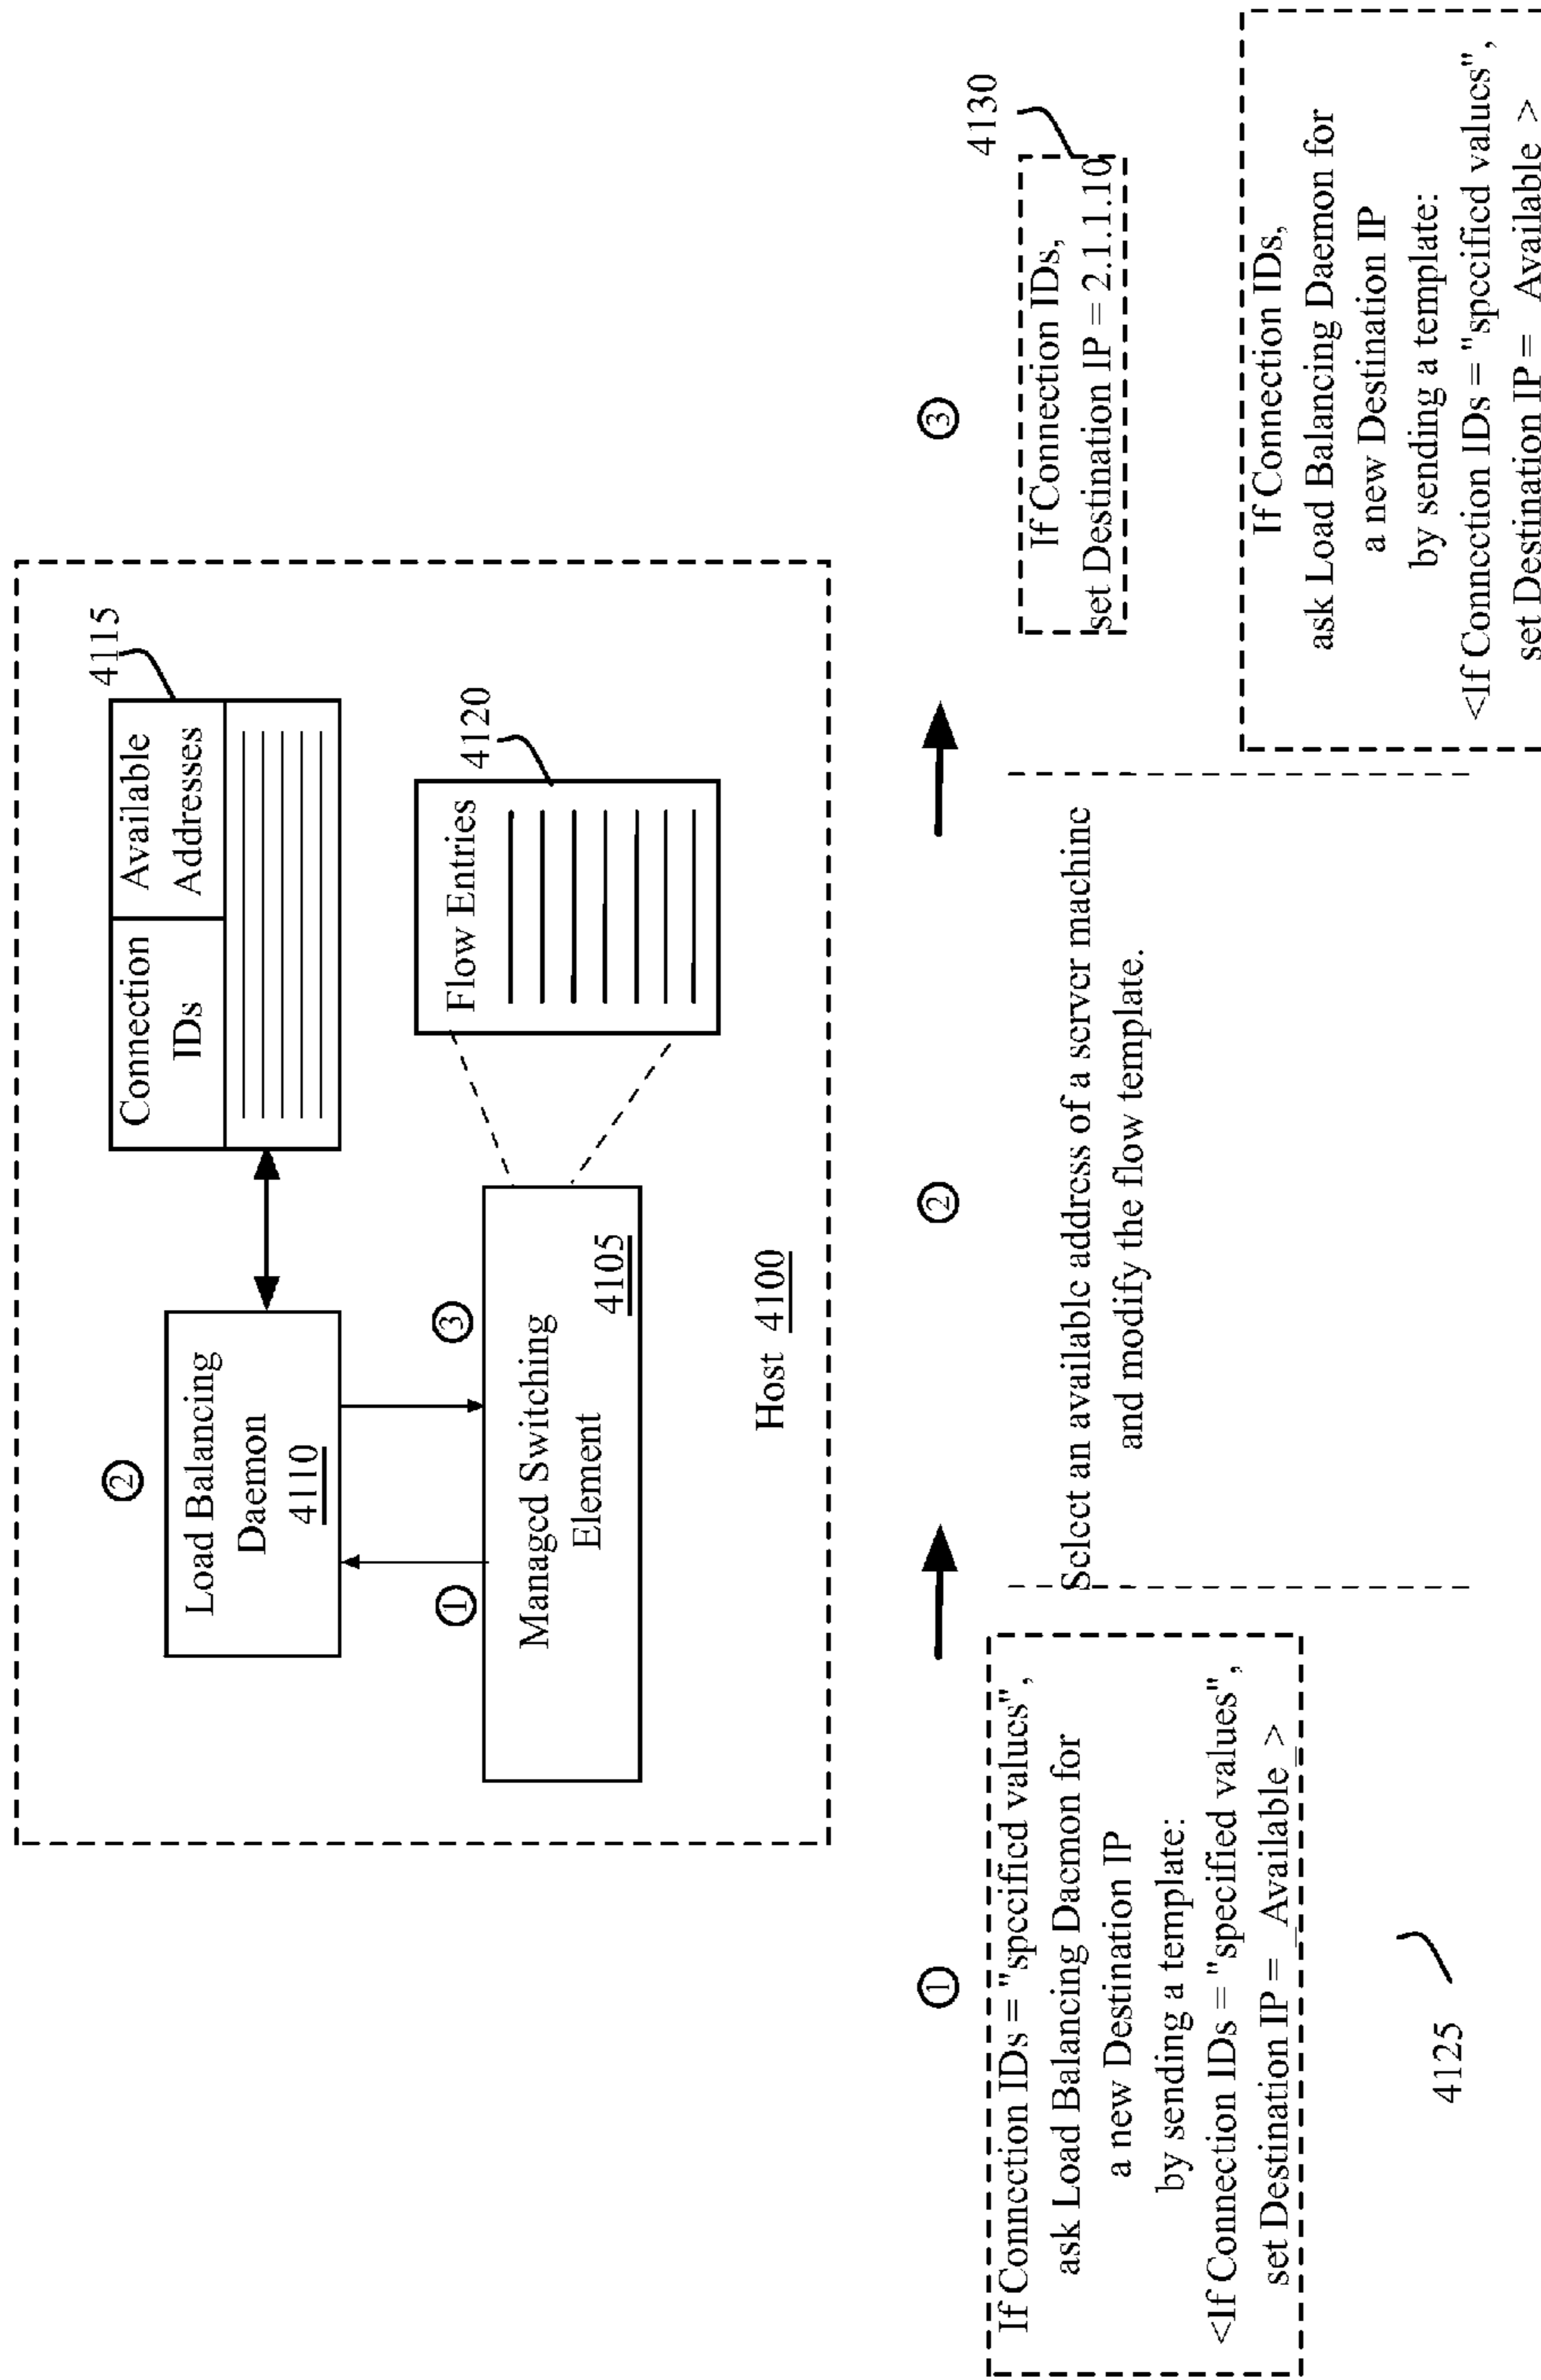 ②
Load Balancing
Daemon
4110
Connection
IDs
Available
Addresses
4115
①
③
Managed Switching
Element
4105
Flow Entries
4120
Host 4100
①
If Connection IDs = "specified values",
ask Load Balancing Daemon for
a new Destination IP
by sending a template:
<If Connection IDs = "specified values",
set Destination IP = _Available_>
4125
②
Select an available address of a server machine
and modify the flow template.
③
If Connection IDs,
set Destination IP = 2.1.1.10
4130
If Connection IDs,
ask Load Balancing Daemon for
a new Destination IP
by sending a template:
<If Connection IDs = "specified values",
set Destination IP = Available >